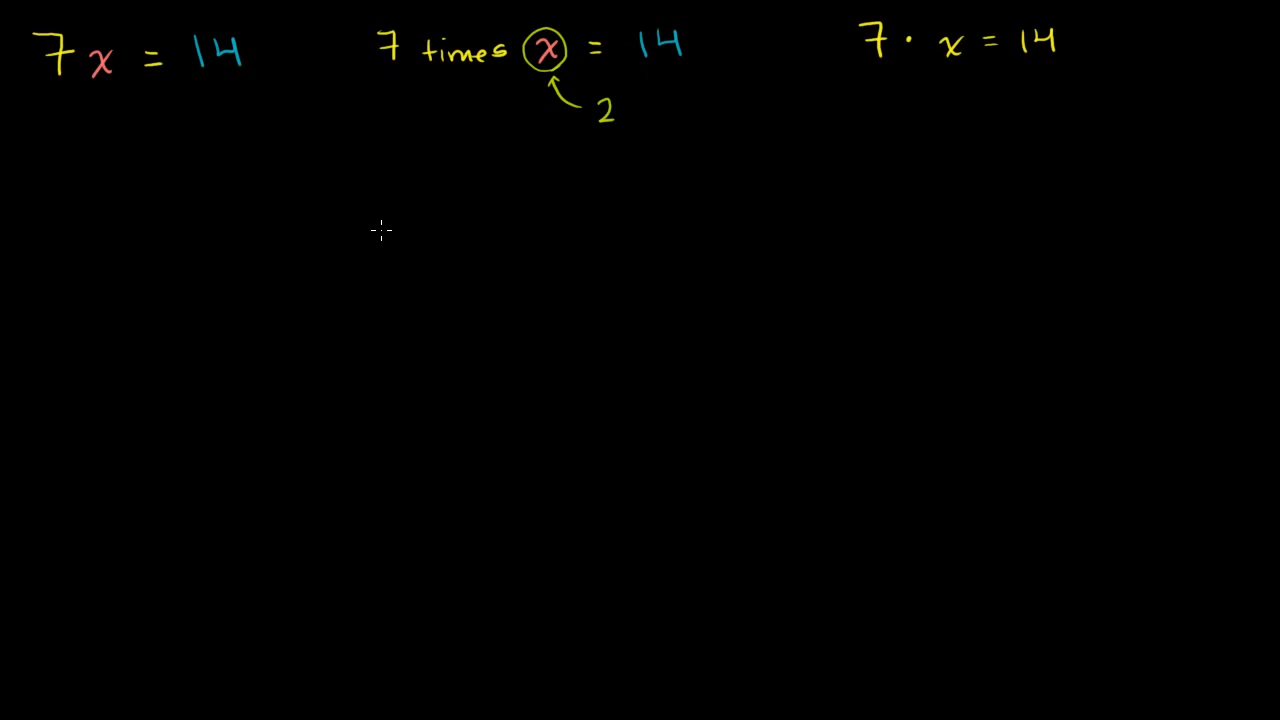 7x = 14
7 times x = 14
2
7 · x = 14